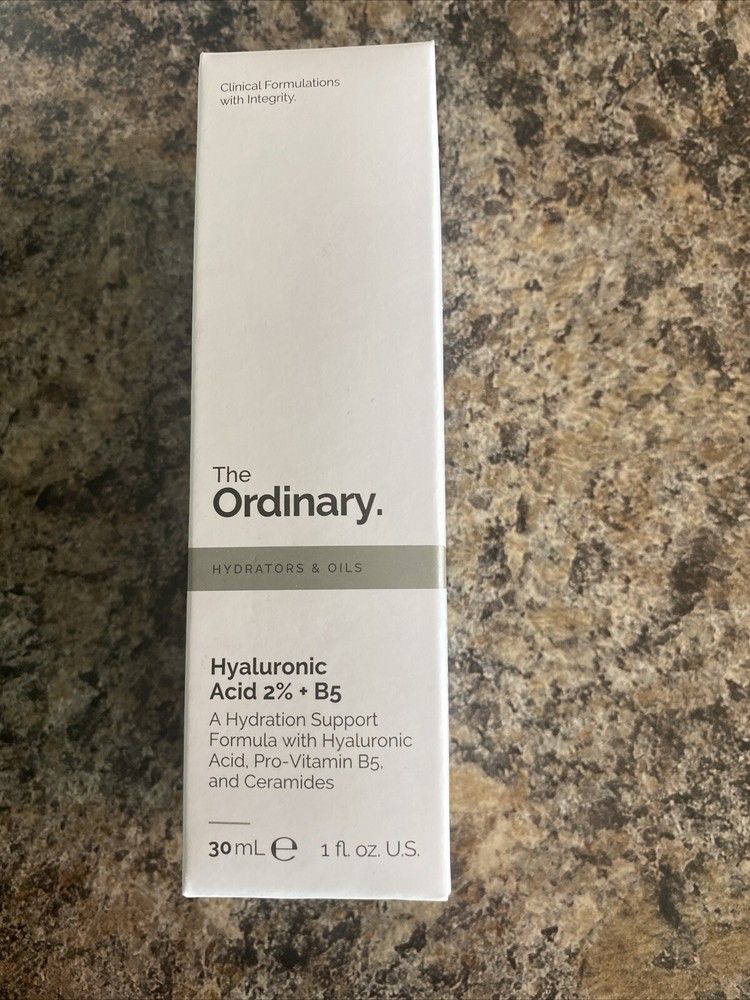 Clinical Formulations
with Integrity.
The
Ordinary.
HYDRATORS & OILS
Hyaluronic
Acid 2% + B5
A Hydration Support
Formula with Hyaluronic
Acid, Pro-Vitamin B5,
and Ceramides
30 mL ℮ 1 fl. oz. U.S.